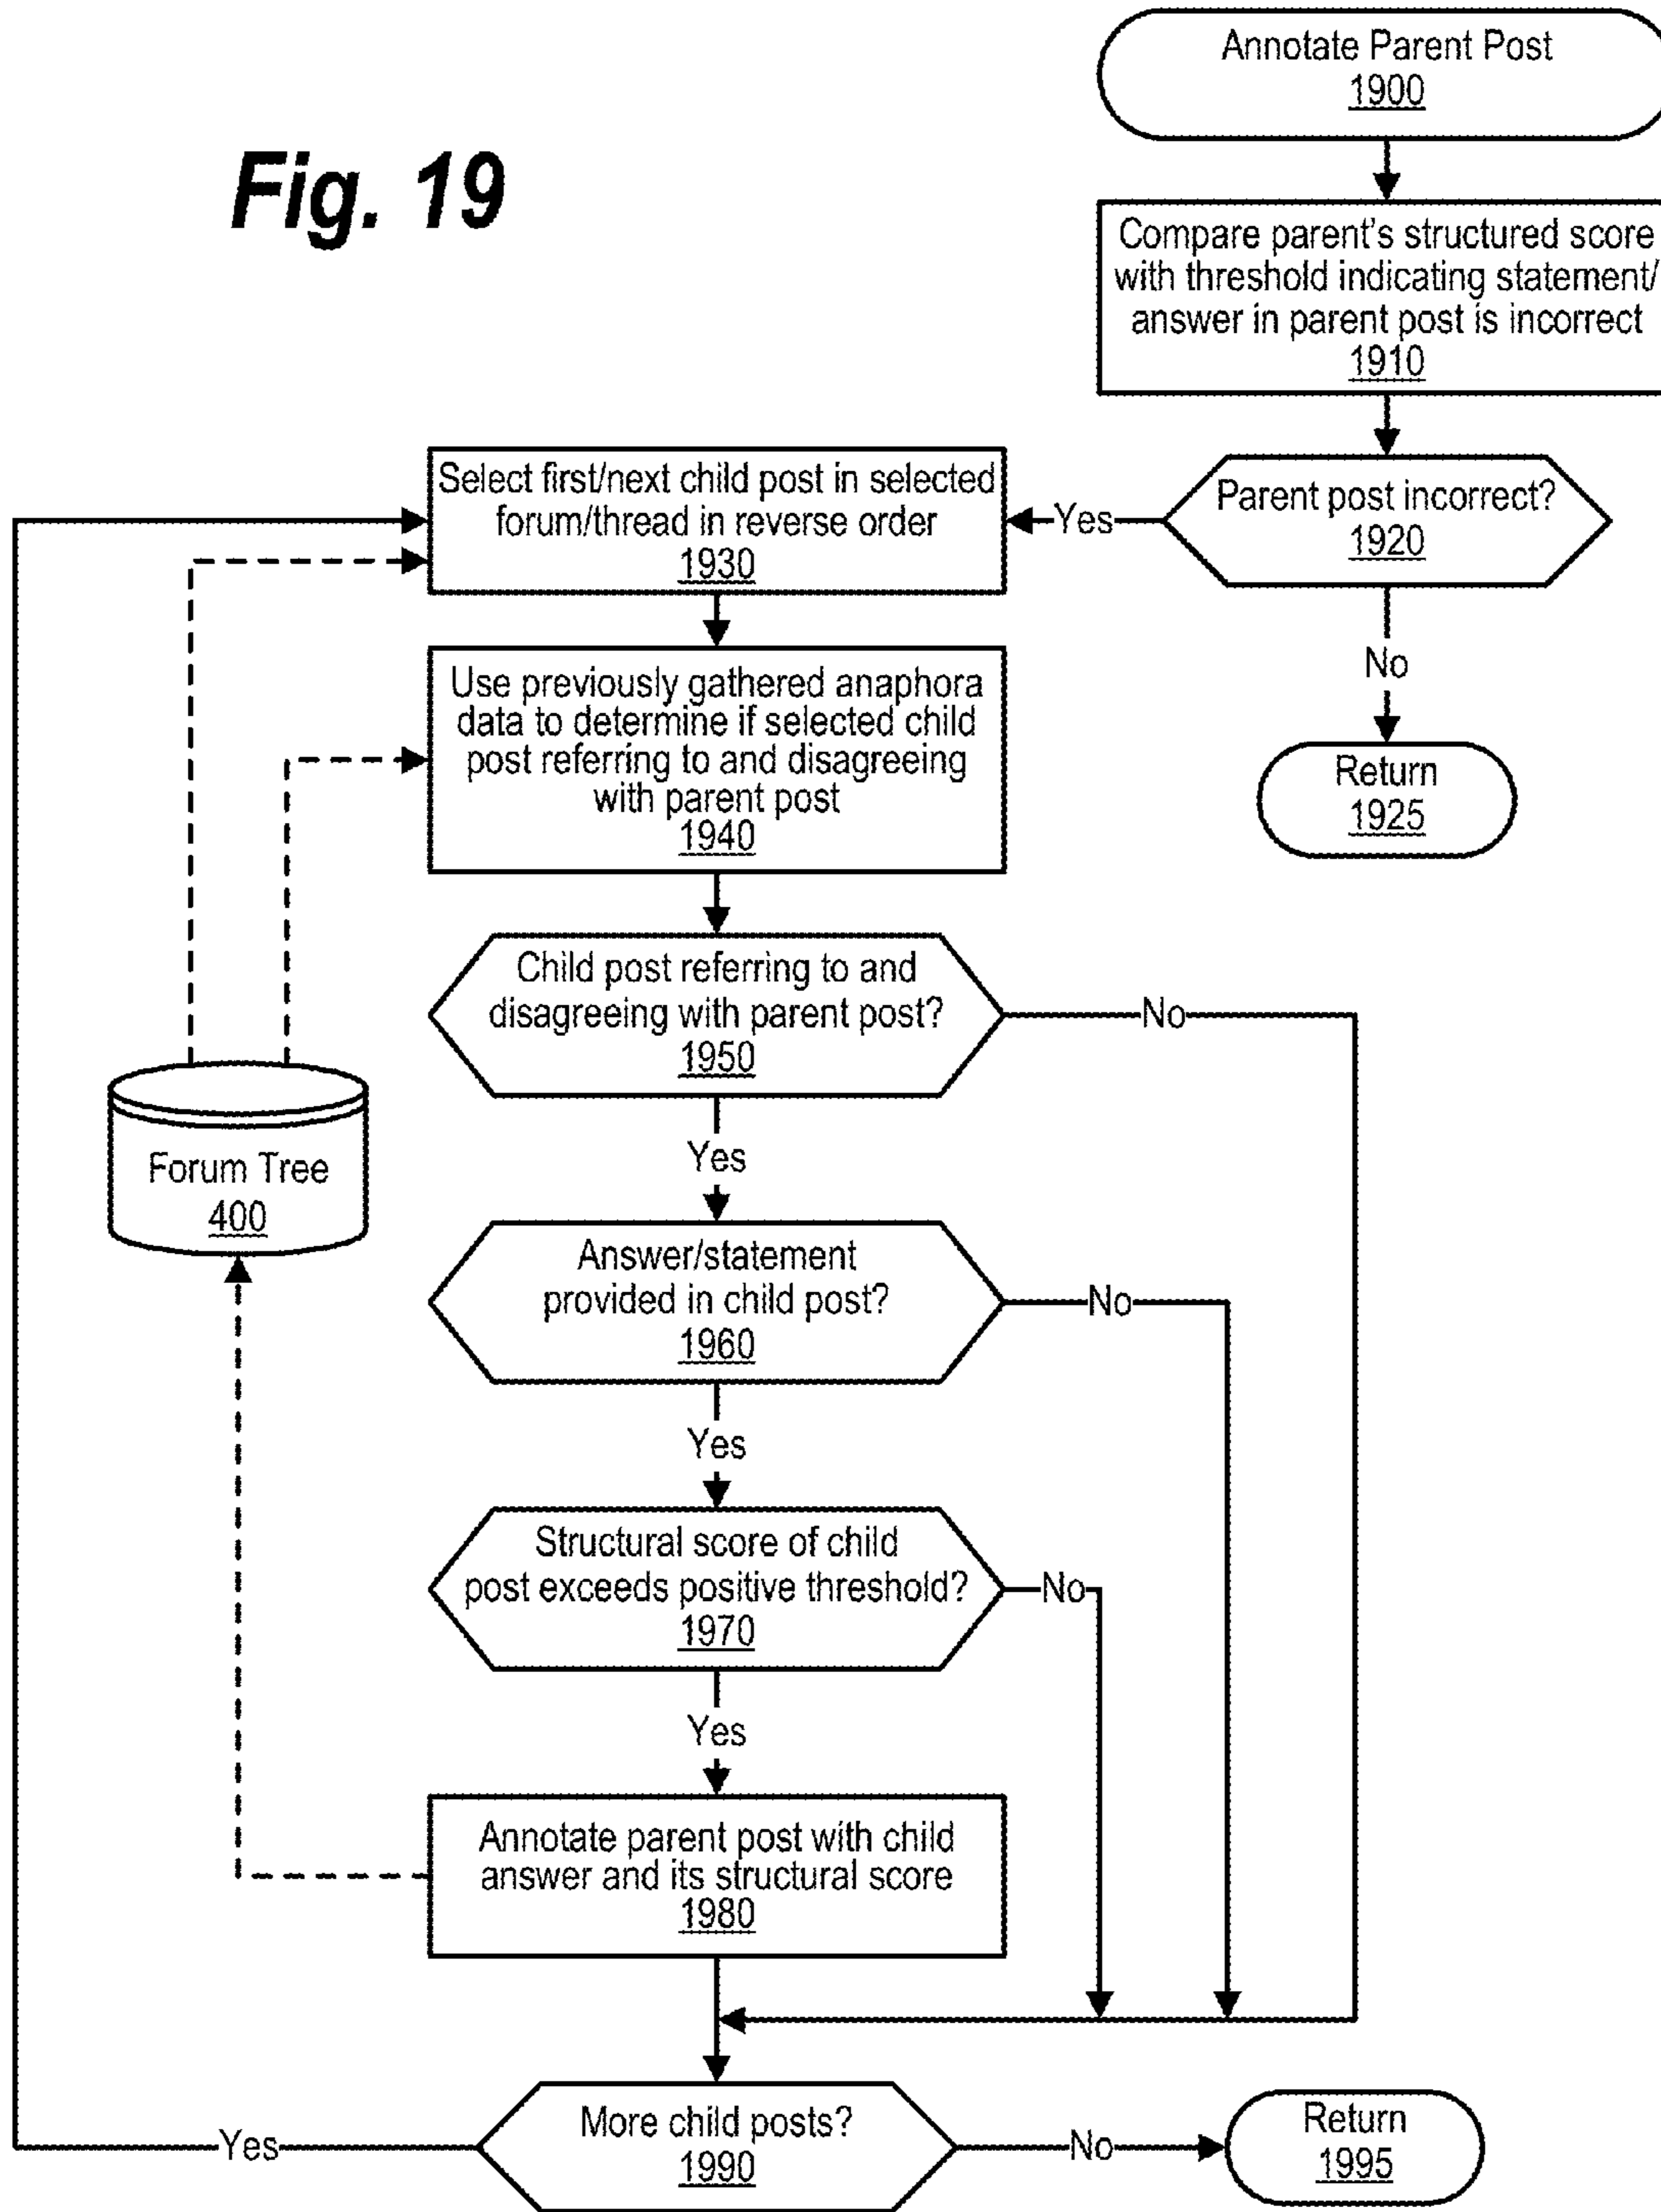 Fig. 19
Annotate Parent Post
1900
Compare parent's structured score
with threshold indicating statement/
answer in parent post is incorrect
1910
Parent post incorrect?
1920
Yes
No
Return
1925
Select first/next child post in selected
forum/thread in reverse order
1930
Use previously gathered anaphora
data to determine if selected child
post referring to and disagreeing
with parent post
1940
Child post referring to and
disagreeing with parent post?
1950
No
Yes
Forum Tree
400
Answer/statement
provided in child post?
1960
No
Yes
Structural score of child
post exceeds positive threshold?
1970
No
Yes
Annotate parent post with child
answer and its structural score
1980
More child posts?
1990
Yes
No
Return
1995